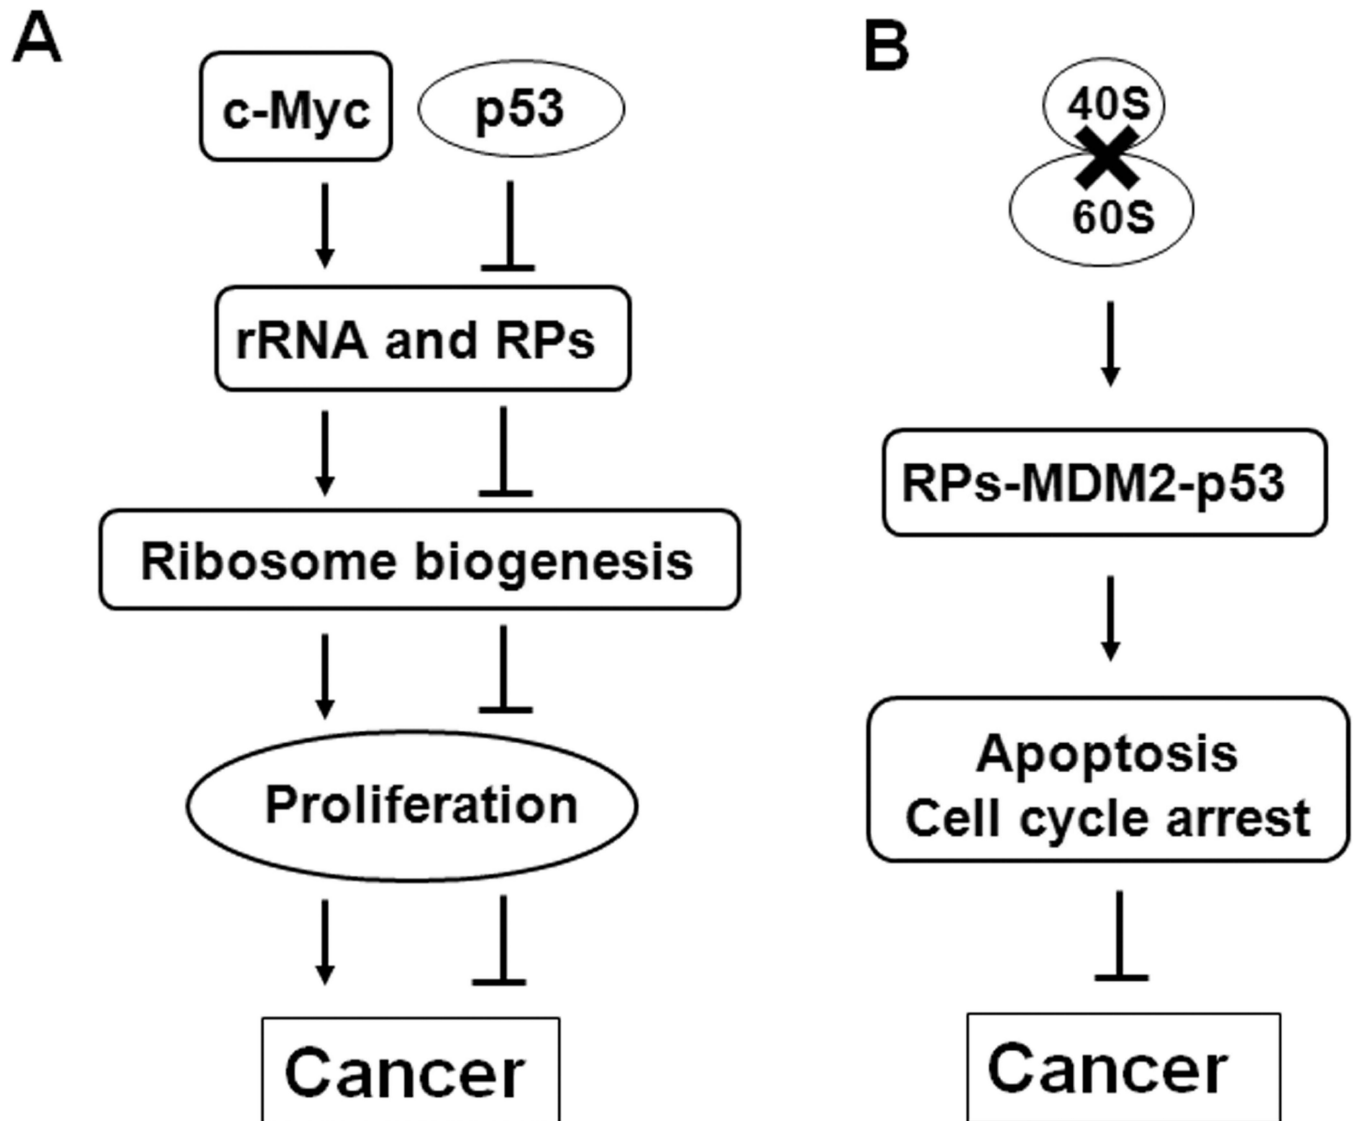 A
c-Myc
p53
rRNA and RPs
Ribosome biogenesis
Proliferation
Cancer
B
40S
60S
RPs-MDM2-p53
Apoptosis
Cell cycle arrest
Cancer